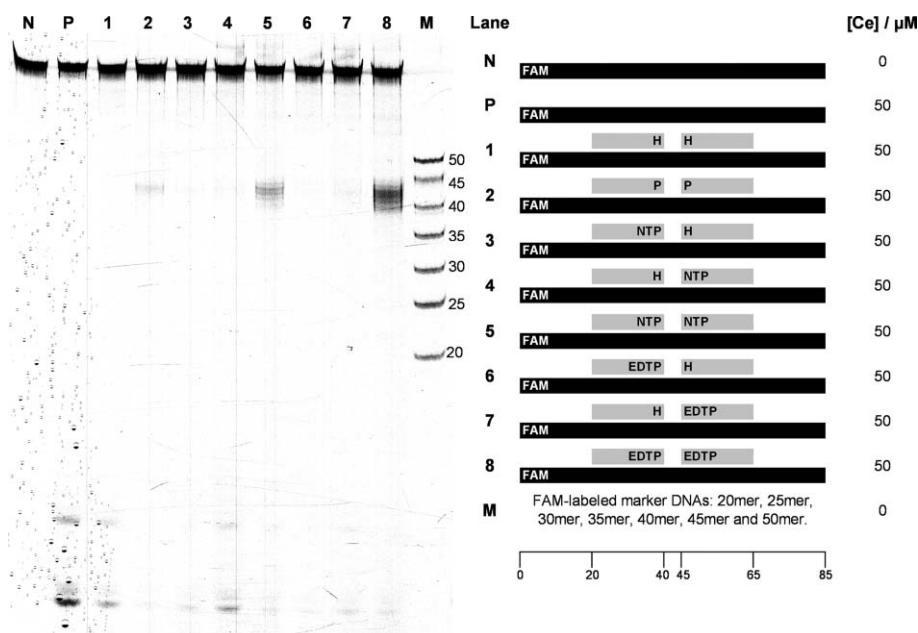 N P 1 2 3 4 5 6 7 8 M
50
45
40
35
30
25
20
Lane [Ce] / µM
N FAM 0
P FAM 50
1 H H FAM 50
2 P P FAM 50
3 NTP H FAM 50
4 H NTP FAM 50
5 NTP NTP FAM 50
6 EDTP H FAM 50
7 H EDTP FAM 50
8 EDTP EDTP FAM 50
M FAM-labeled marker DNAs: 20mer, 25mer, 0
30mer, 35mer, 40mer, 45mer and 50mer.
0 20 40 45 65 85